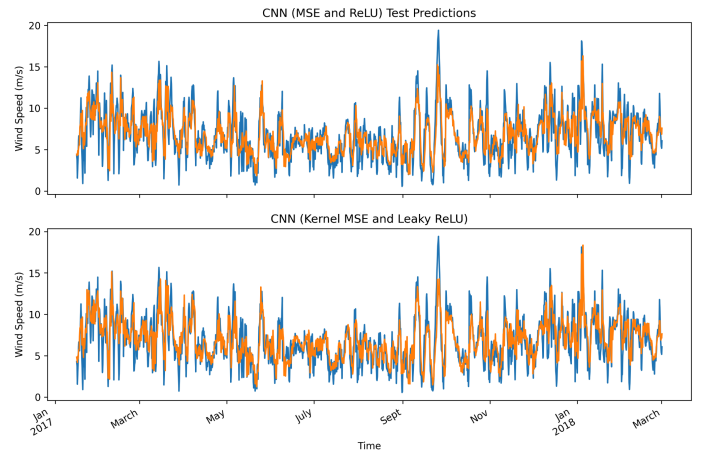 CNN (MSE and ReLU) Test Predictions
20
15
10
5
0
Wind Speed (m/s)
CNN (Kernel MSE and Leaky ReLU)
20
15
10
5
0
Wind Speed (m/s)
Jan
2017
March
May
July
Sept
Nov
Jan
2018
March
Time